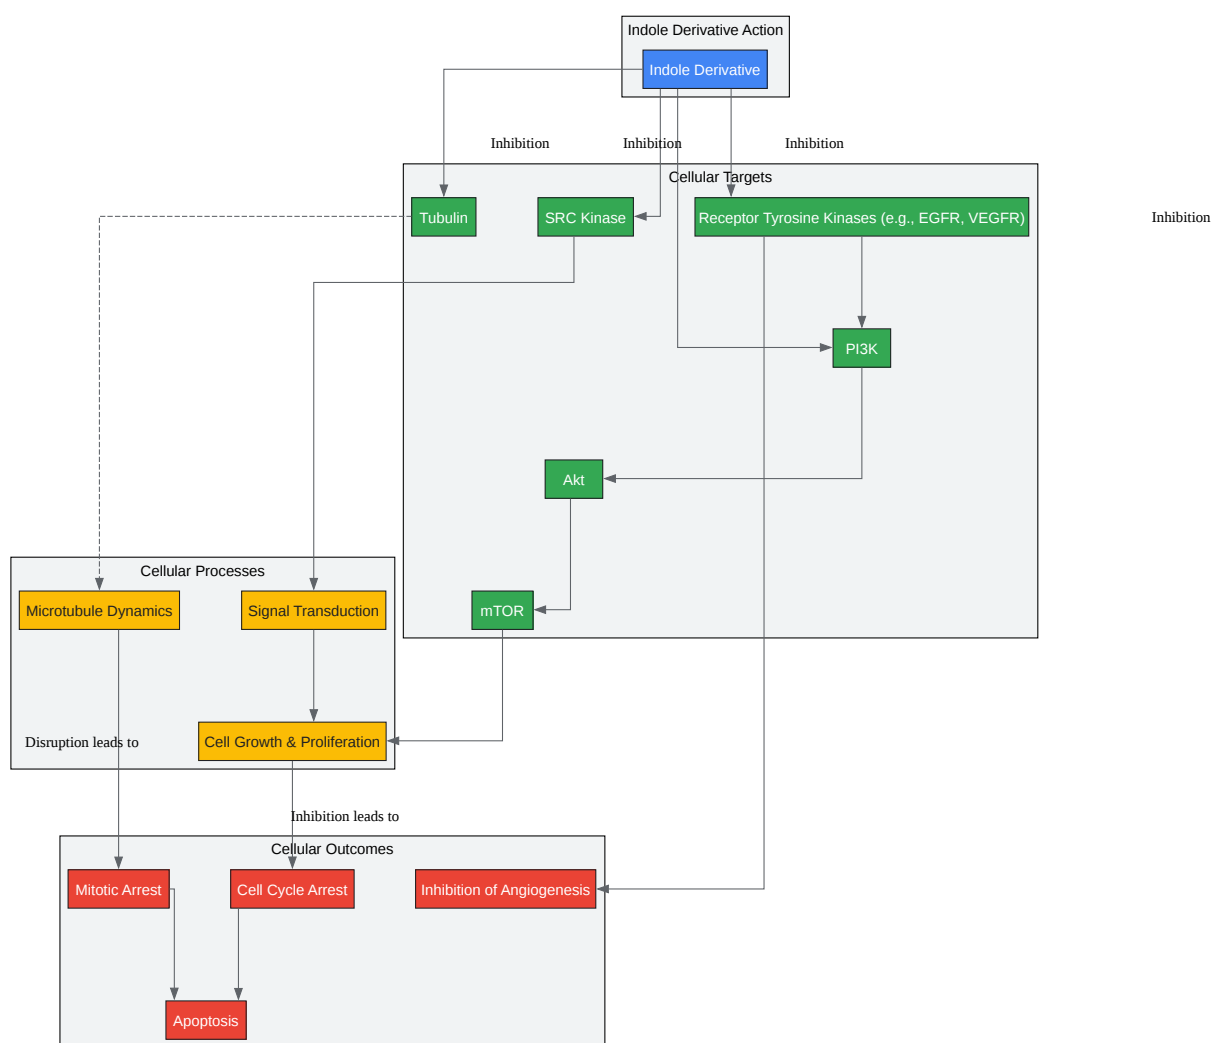 Indole Derivative Action
Indole Derivative
Inhibition
Inhibition
Inhibition
Cellular Targets
Tubulin
SRC Kinase
Receptor Tyrosine Kinases (e.g., EGFR, VEGFR)
Inhibition
PI3K
Akt
Cellular Processes
Microtubule Dynamics
Signal Transduction
mTOR
Disruption leads to
Cell Growth & Proliferation
Inhibition leads to
Cellular Outcomes
Mitotic Arrest
Cell Cycle Arrest
Inhibition of Angiogenesis
Apoptosis